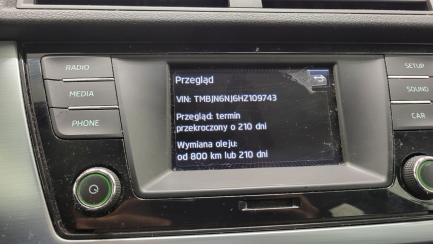 RADIO
MEDIA
PHONE
Przegląd
VIN: TMBJN6NJ6HZ109743
Przegląd: termin
przekroczony o 210 dni
Wymiana oleju:
od 800 km lub 210 dni
SETUP
SOUND
CAR